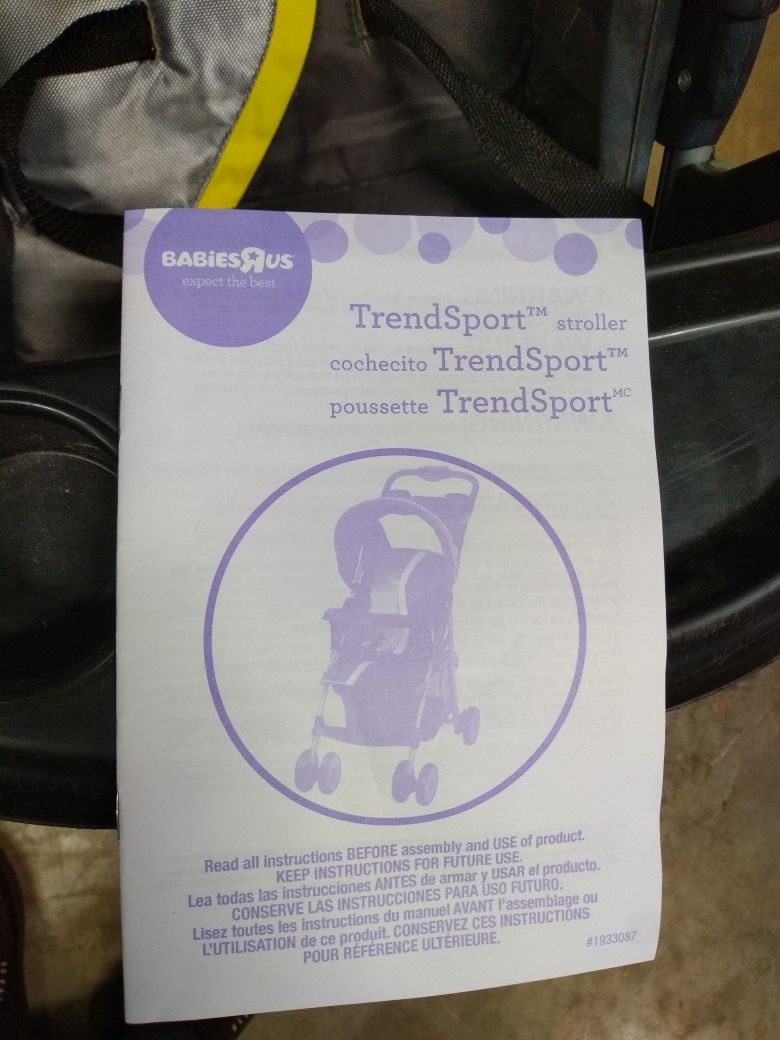 BABIESRUS
expect the best
TrendSport™ stroller
cochecito TrendSport™
poussette TrendSportMC
Read all instructions BEFORE assembly and USE of product.
KEEP INSTRUCTIONS FOR FUTURE USE.
Lea todas las instrucciones ANTES de armar y USAR el producto.
CONSERVE LAS INSTRUCCIONES PARA USO FUTURO.
Lisez toutes les instructions du manuel AVANT l'assemblage ou
L'UTILISATION de ce produit. CONSERVEZ CES INSTRUCTIONS
POUR RÉFÉRENCE ULTÉRIEURE.
#1933087